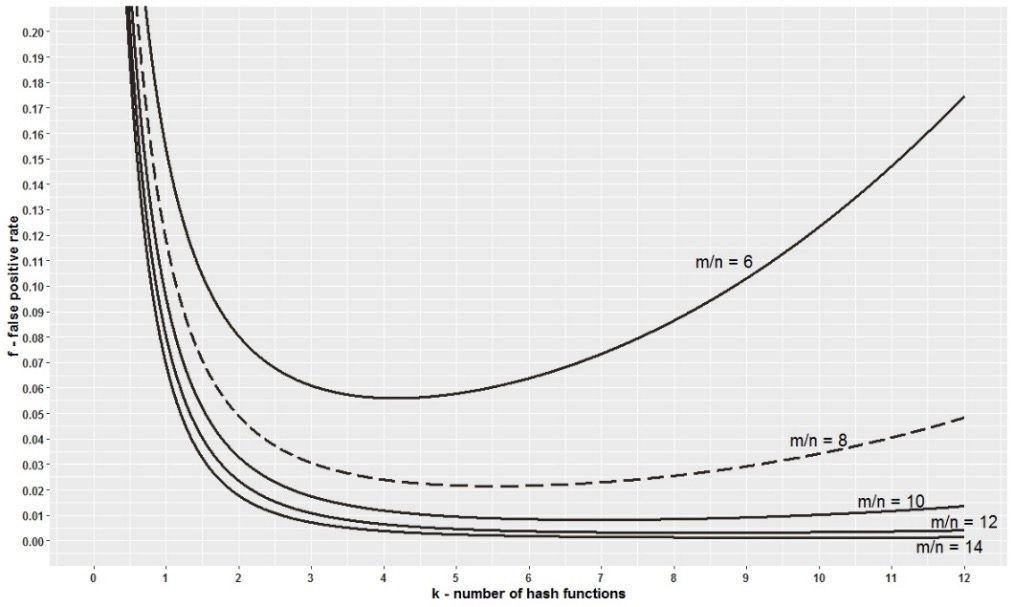 f - false positive rate
0.20
0.19
0.18
0.17
0.16
0.15
0.14
0.13
0.12
0.11
0.10
0.09
0.08
0.07
0.06
0.05
0.04
0.03
0.02
0.01
0.00
m/n = 6
m/n = 8
m/n = 10
m/n = 12
m/n = 14
0 1 2 3 4 5 6 7 8 9 10 11 12
k - number of hash functions